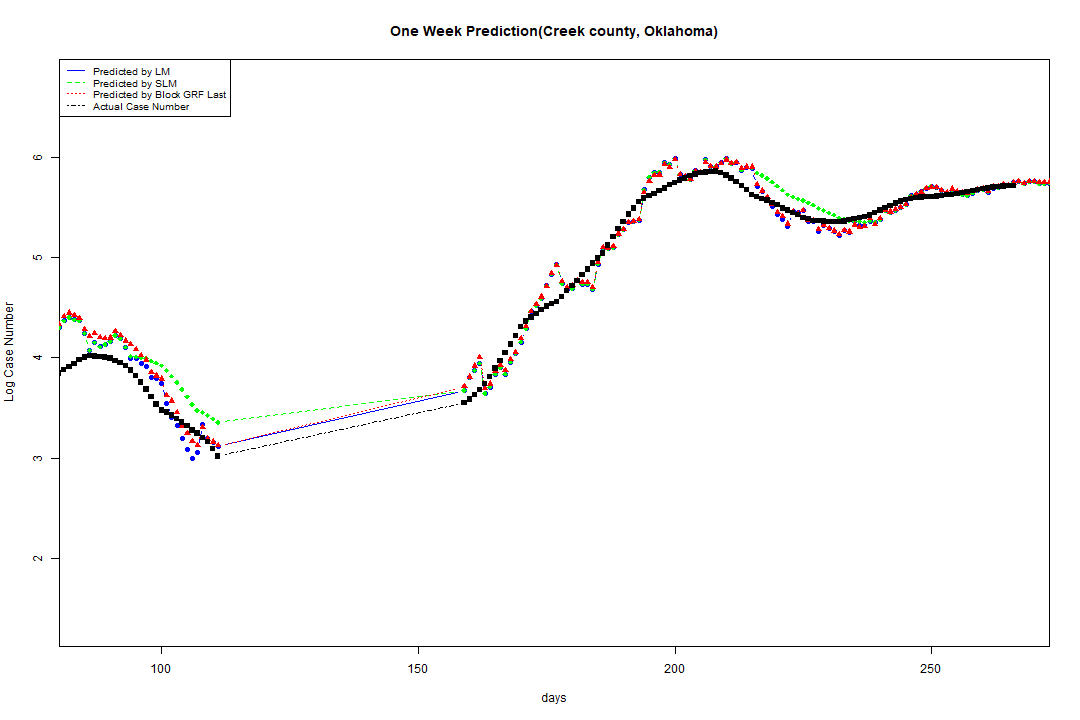 One Week Prediction(Creek county, Oklahoma)
Predicted by LM
Predicted by SLM
Predicted by Block GRF Last
Actual Case Number
6
5
4
3
2
Log Case Number
100 150 200 250
days